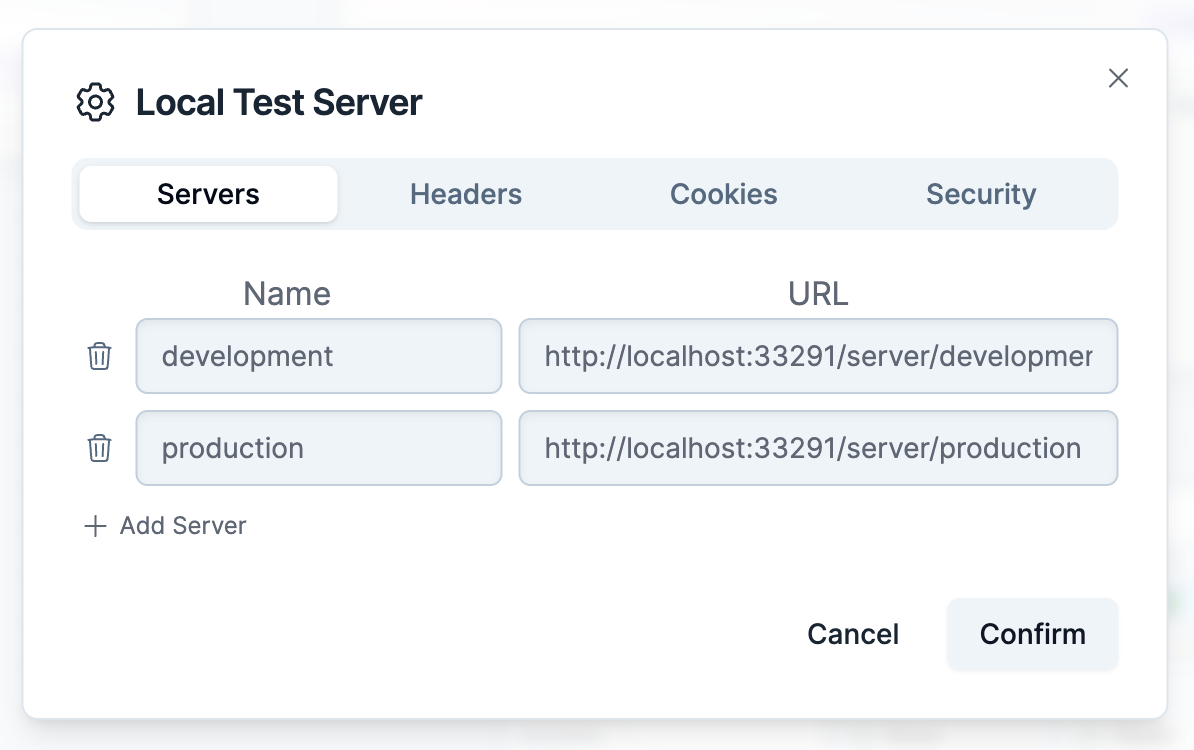 Local Test Server
Servers Headers Cookies Security
Name URL
development http://localhost:33291/server/developmer
production http://localhost:33291/server/production
Add Server
Cancel Confirm